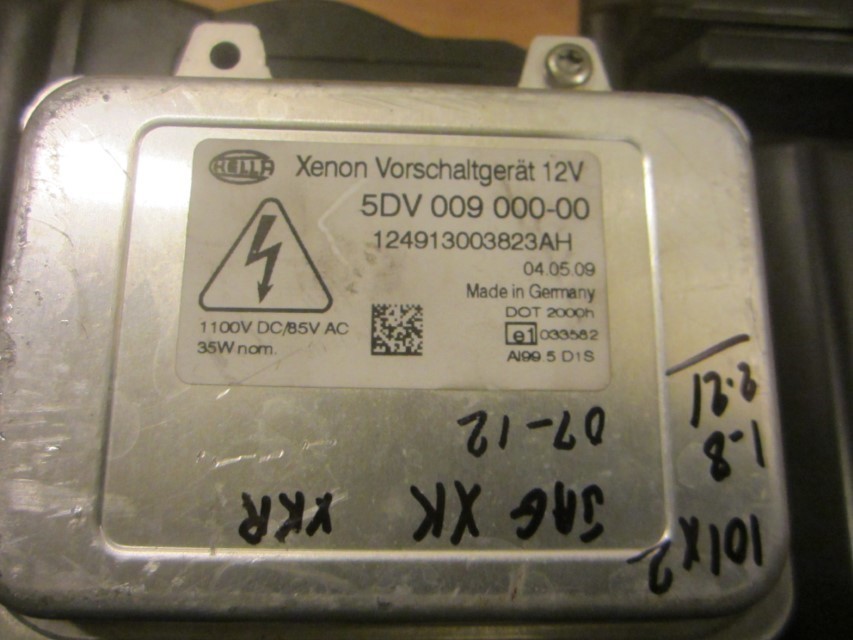 HELLA Xenon Vorschaltgerät 12V
5DV 009 000-00
124913003823AH
04.05.09
Made in Germany
DOT 2000h
1100V DC/85V AC
e1 033582
35W nom.
Al99.5 D1S
JAG XK XKR
07-12
101X2
1-8